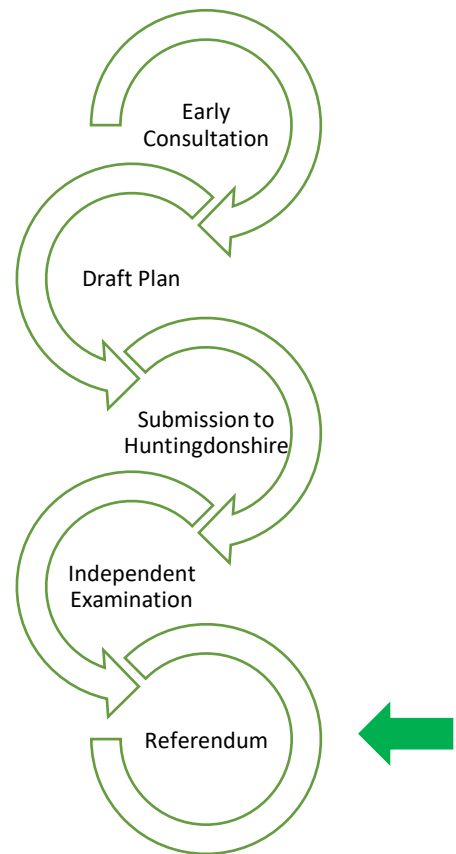 Early
Consultation
Draft Plan
Submission to
Huntingdonshire
Independent
Examination
Referendum